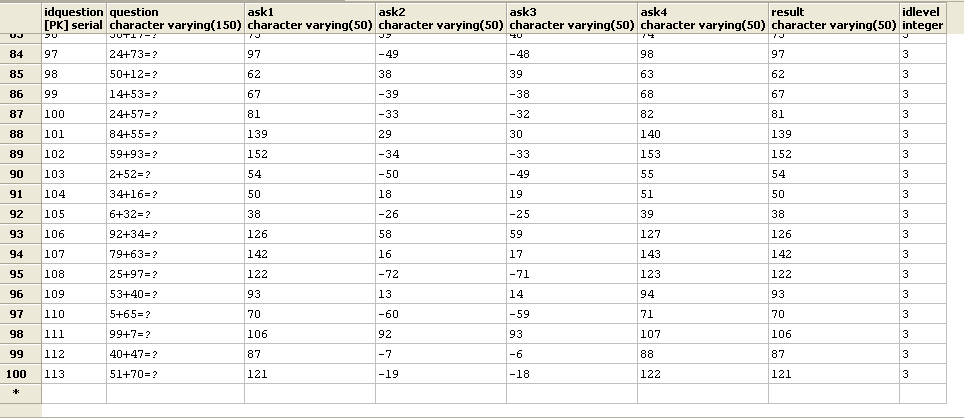 idquestion question ask1 ask2 ask3 ask4 result idlevel
[PK] serial character varying(150) character varying(50) character varying(50) character varying(50) character varying(50) character varying(50) integer
84 97 24+73=? 97 -49 -48 98 97 3
85 98 50+12=? 62 38 39 63 62 3
86 99 14+53=? 67 -39 -38 68 67 3
87 100 24+57=? 81 -33 -32 82 81 3
88 101 84+55=? 139 29 30 140 139 3
89 102 59+93=? 152 -34 -33 153 152 3
90 103 2+52=? 54 -50 -49 55 54 3
91 104 34+16=? 50 18 19 51 50 3
92 105 6+32=? 38 -26 -25 39 38 3
93 106 92+34=? 126 58 59 127 126 3
94 107 79+63=? 142 16 17 143 142 3
95 108 25+97=? 122 -72 -71 123 122 3
96 109 53+40=? 93 13 14 94 93 3
97 110 5+65=? 70 -60 -59 71 70 3
98 111 99+7=? 106 92 93 107 106 3
99 112 40+47=? 87 -7 -6 88 87 3
100 113 51+70=? 121 -19 -18 122 121 3
*